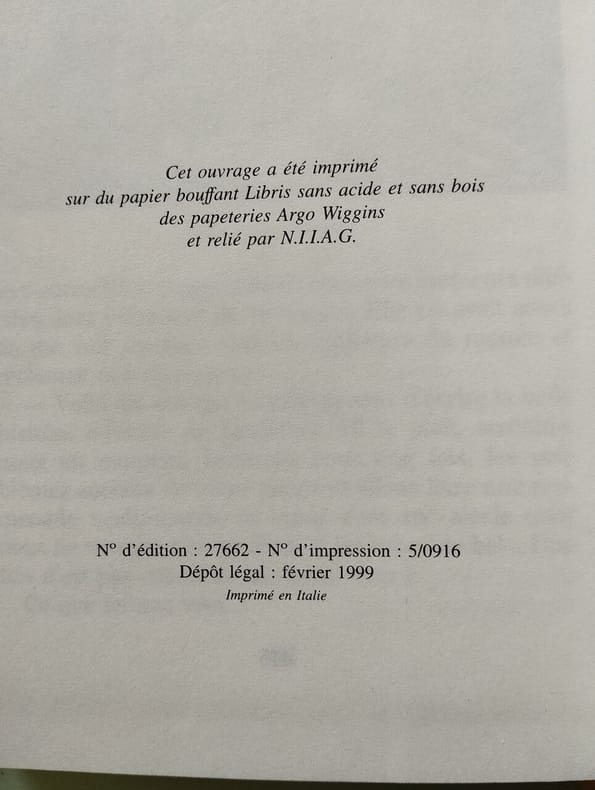 Cet ouvrage a été imprimé
sur du papier bouffant Libris sans acide et sans bois
des papeteries Argo Wiggins
et relié par N.I.I.A.G.
N° d'édition : 27662 - N° d'impression : 5/0916
Dépôt légal : février 1999
Imprimé en Italie